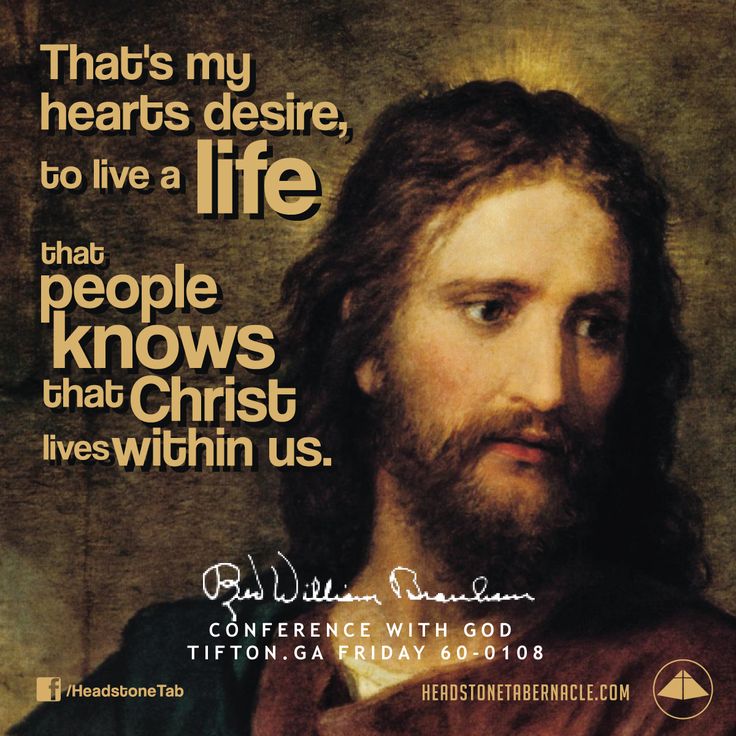 That's my
hearts desire,
to live a life
that
people
knows
that Christ
lives within us.
Rev William Branham
CONFERENCE WITH GOD
TIFTON.GA FRIDAY 60-0108
f /HeadstoneTab
HEADSTONETABERNACLE.COM